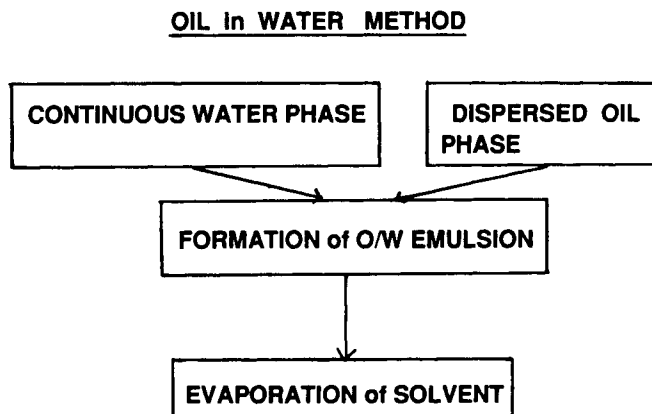 OIL in WATER METHOD
CONTINUOUS WATER PHASE
DISPERSED OIL
PHASE
FORMATION of O/W EMULSION
EVAPORATION of SOLVENT